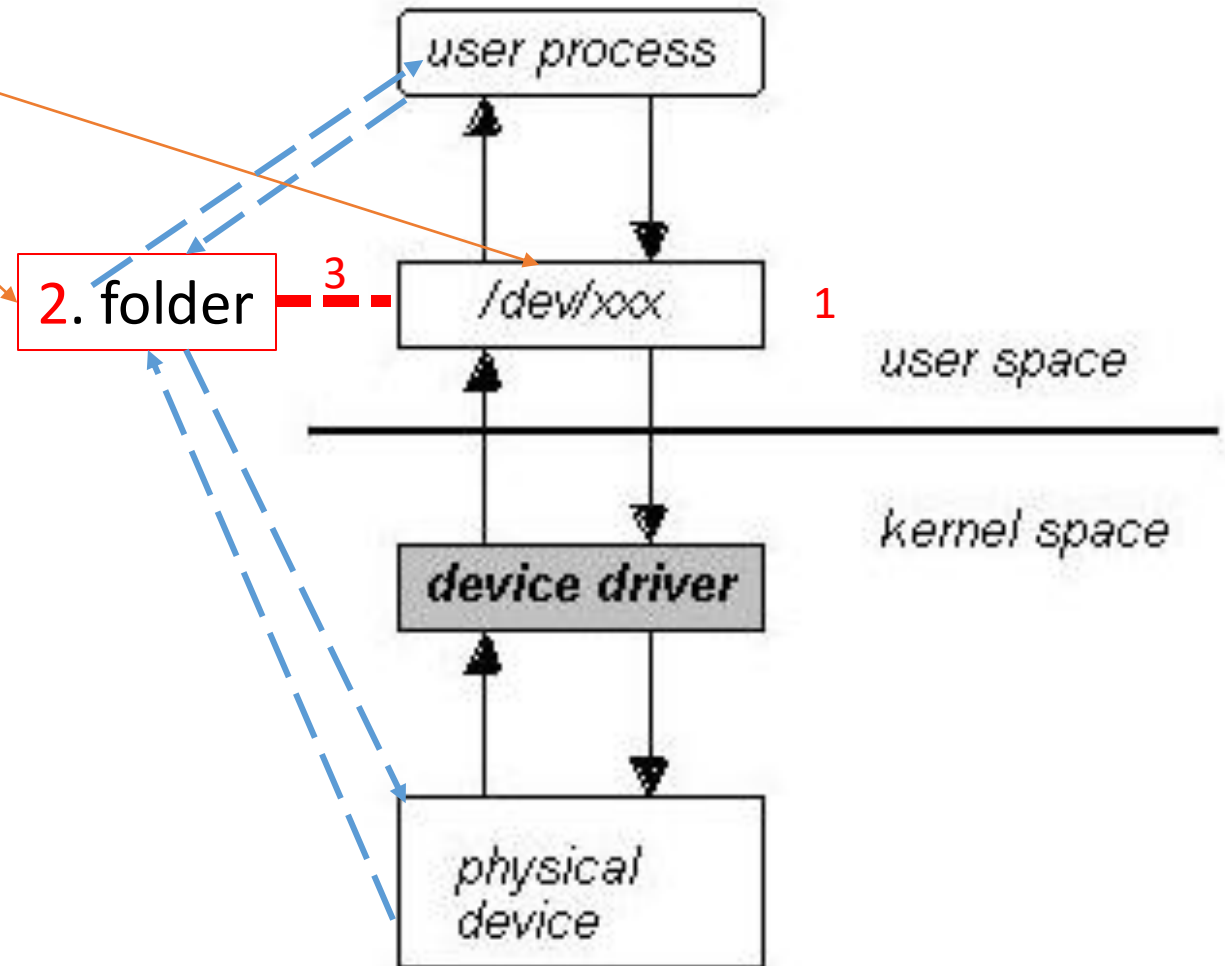 user process
3
2. folder
/dev/xxx
1
user space
kernel space
device driver
physical
device